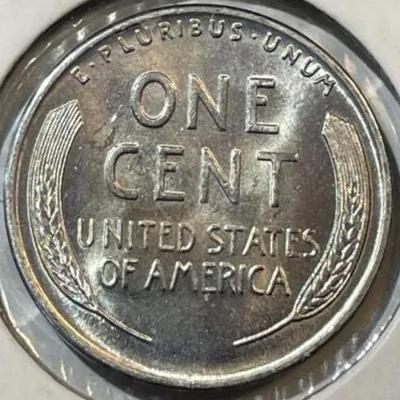 E·PLURIBUS·UNUM
ONE
CENT
UNITED STATES
OF AMERICA